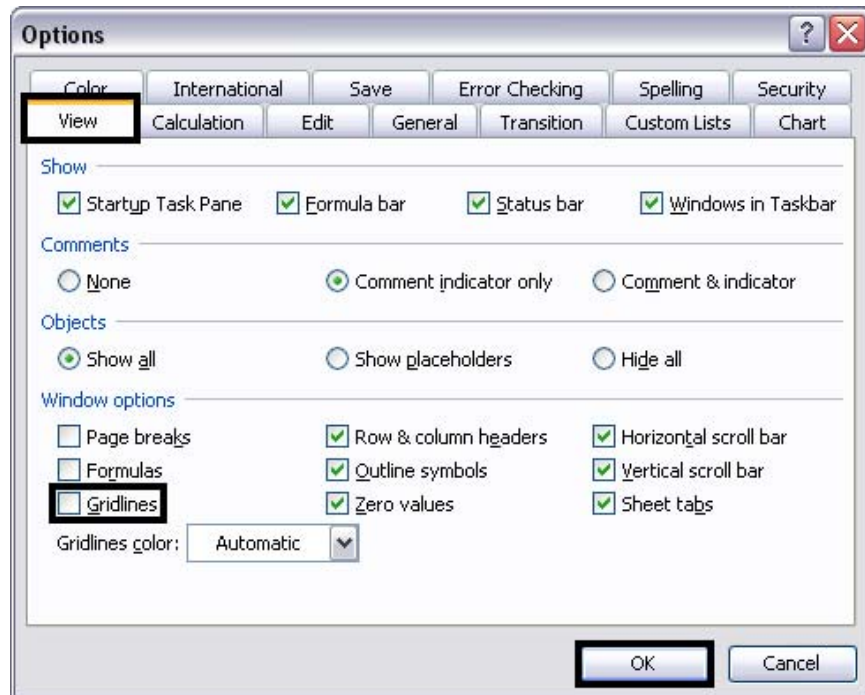 Options
Color International Save Error Checking Spelling Security
View Calculation Edit General Transition Custom Lists Chart
Show
Startup Task Pane Formula bar Status bar Windows in Taskbar
Comments
None Comment indicator only Comment & indicator
Objects
Show all Show placeholders Hide all
Window options
Page breaks Row & column headers Horizontal scroll bar
Formulas Outline symbols Vertical scroll bar
Gridlines Zero values Sheet tabs
Gridlines color: Automatic
OK Cancel